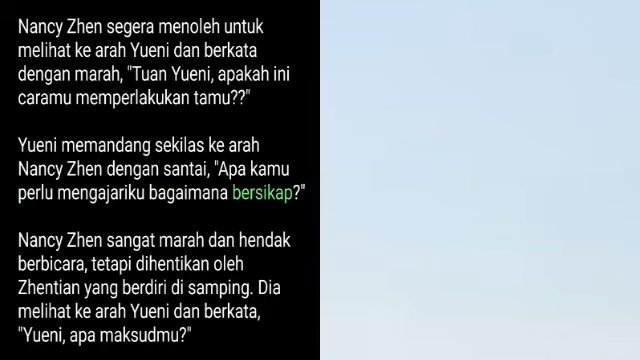 Nancy Zhen segera menoleh untuk
melihat ke arah Yueni dan berkata
dengan marah, "Tuan Yueni, apakah ini
caramu memperlakukan tamu??"
Yueni memandang sekilas ke arah
Nancy Zhen dengan santai, "Apa kamu
perlu mengajariku bagaimana bersikap?"
Nancy Zhen sangat marah dan hendak
berbicara, tetapi dihentikan oleh
Zhentian yang berdiri di samping. Dia
melihat ke arah Yueni dan berkata,
"Yueni, apa maksudmu?"